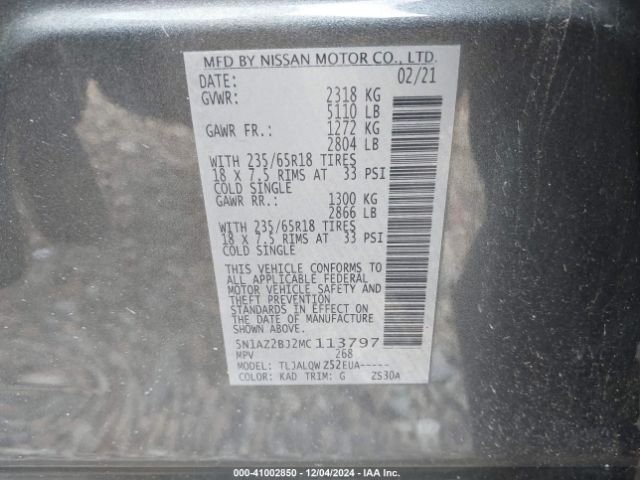 MFD BY NISSAN MOTOR CO., LTD.
DATE: 02/21
GVWR: 2318 KG
5110 LB
GAWR FR.: 1272 KG
2804 LB
WITH 235/65R18 TIRES
18 X 7.5 RIMS AT 33 PSI
COLD SINGLE
GAWR RR.: 1300 KG
2866 LB
WITH 235/65R18 TIRES
18 X 7.5 RIMS AT 33 PSI
COLD SINGLE
THIS VEHICLE CONFORMS TO
ALL APPLICABLE FEDERAL
MOTOR VEHICLE SAFETY AND
THEFT PREVENTION
STANDARDS IN EFFECT ON
THE DATE OF MANUFACTURE
SHOWN ABOVE.
5N1AZ2BJ2MC113797
MPV 268
MODEL: TLJALQWZ52EUA-----
COLOR: KAD TRIM: G ZS30A
000-41002850 - 12/04/2024 - IAA Inc.